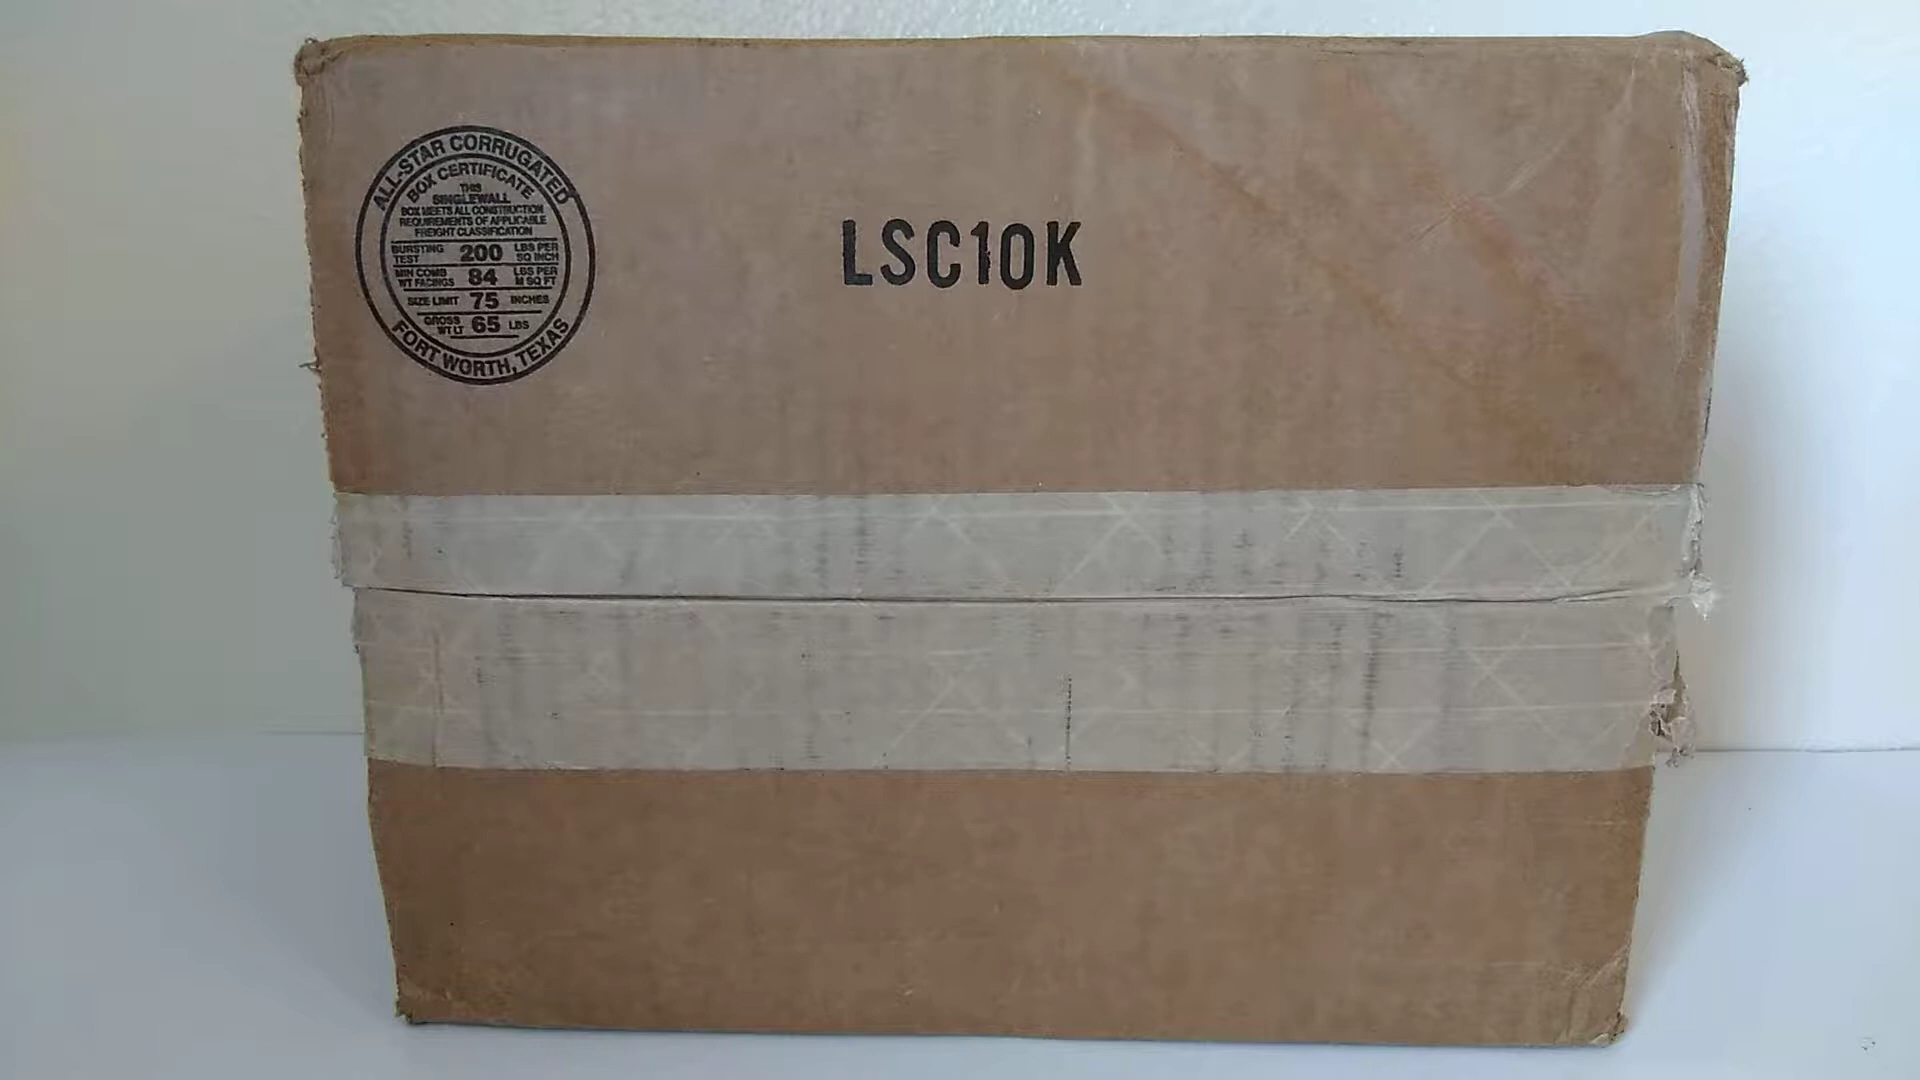 ALL-STAR CORRUGATED
BOX CERTIFICATE
THIS
SINGLEWALL
BOX MEETS ALL CONSTRUCTION
REQUIREMENTS OF APPLICABLE
FREIGHT CLASSIFICATION
BURSTING TEST 200 LBS PER SQ INCH
MIN COMB WT FACINGS 84 LBS PER M SQ FT
SIZE LIMIT 75 INCHES
GROSS WT LT 65 LBS
FORT WORTH, TEXAS
LSC10K